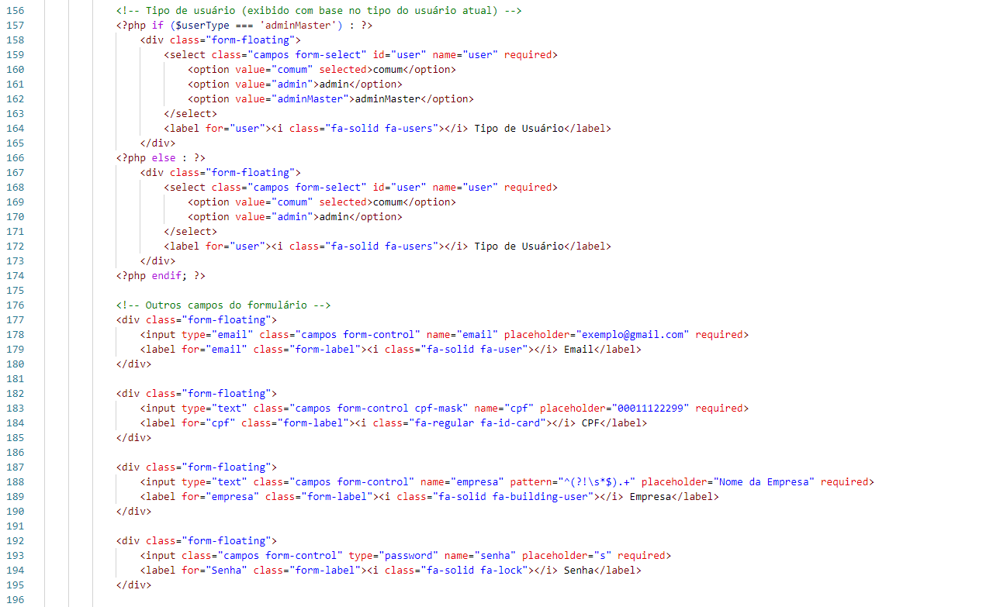 156 <!-- Tipo de usuário (exibido com base no tipo do usuário atual) -->
157 <?php if ($userType === 'adminMaster') : ?>
158 <div class="form-floating">
159 <select class="campos form-select" id="user" name="user" required>
160 <option value="comum" selected>comum</option>
161 <option value="admin">admin</option>
162 <option value="adminMaster">adminMaster</option>
163 </select>
164 <label for="user"><i class="fa-solid fa-users"></i> Tipo de Usuário</label>
165 </div>
166 <?php else : ?>
167 <div class="form-floating">
168 <select class="campos form-select" id="user" name="user" required>
169 <option value="comum" selected>comum</option>
170 <option value="admin">admin</option>
171 </select>
172 <label for="user"><i class="fa-solid fa-users"></i> Tipo de Usuário</label>
173 </div>
174 <?php endif; ?>
175
176 <!-- Outros campos do formulário -->
177 <div class="form-floating">
178 <input type="email" class="campos form-control" name="email" placeholder="exemplo@gmail.com" required>
179 <label for="email" class="form-label"><i class="fa-solid fa-user"></i> Email</label>
180 </div>
181
182 <div class="form-floating">
183 <input type="text" class="campos form-control cpf-mask" name="cpf" placeholder="00011122299" required>
184 <label for="cpf" class="form-label"><i class="fa-regular fa-id-card"></i> CPF</label>
185 </div>
186
187 <div class="form-floating">
188 <input type="text" class="campos form-control" name="empresa" pattern="^(?!\s*$).+" placeholder="Nome da Empresa" required>
189 <label for="empresa" class="form-label"><i class="fa-solid fa-building-user"></i> Empresa</label>
190 </div>
191
192 <div class="form-floating">
193 <input class="campos form-control" type="password" name="senha" placeholder="s" required>
194 <label for="Senha" class="form-label"><i class="fa-solid fa-lock"></i> Senha</label>
195 </div>
196